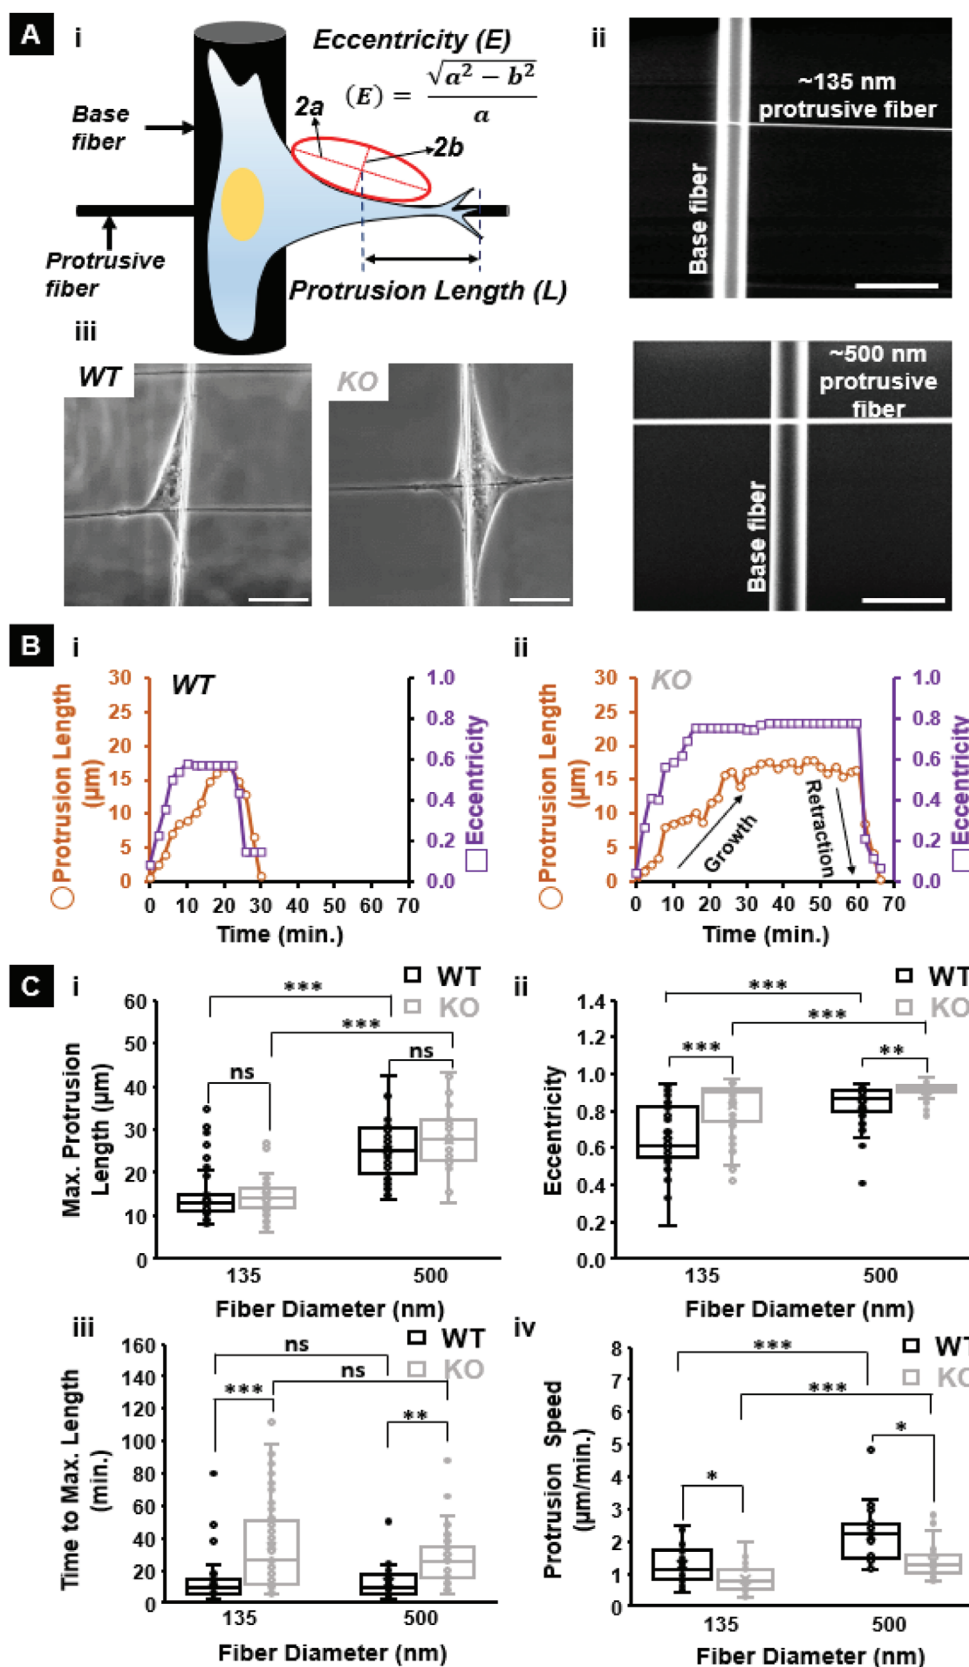 A
i
Eccentricity (E)
(E) = √a² − b² / a
2a
2b
Base
fiber
Protrusive
fiber
Protrusion Length (L)
ii
~135 nm
protrusive fiber
Base fiber
~500 nm
protrusive
fiber
Base fiber
iii
WT
KO
B
i
WT
Protrusion Length
(µm)
30
25
20
15
10
5
0
1.0
0.8
0.6
0.4
0.2
0.0
Eccentricity
0 10 20 30 40 50 60 70
Time (min.)
ii
KO
Protrusion Length
(µm)
30
25
20
15
10
5
0
Growth
Retraction
1.0
0.8
0.6
0.4
0.2
0.0
Eccentricity
0 10 20 30 40 50 60 70
Time (min.)
C
i
WT
KO
Max. Protrusion
Length (µm)
60
50
40
30
20
10
0
***
***
ns
ns
135 500
Fiber Diameter (nm)
ii
WT
KO
Eccentricity
1.4
1.2
1.0
0.8
0.6
0.4
0.2
0.0
***
***
***
**
135 500
Fiber Diameter (nm)
iii
WT
KO
Time to Max. Length
(min.)
160
140
120
100
80
60
40
20
0
ns
ns
***
**
135 500
Fiber Diameter (nm)
iv
WT
KO
Protrusion Speed
(µm/min.)
8
7
6
5
4
3
2
1
0
***
***
*
*
135 500
Fiber Diameter (nm)